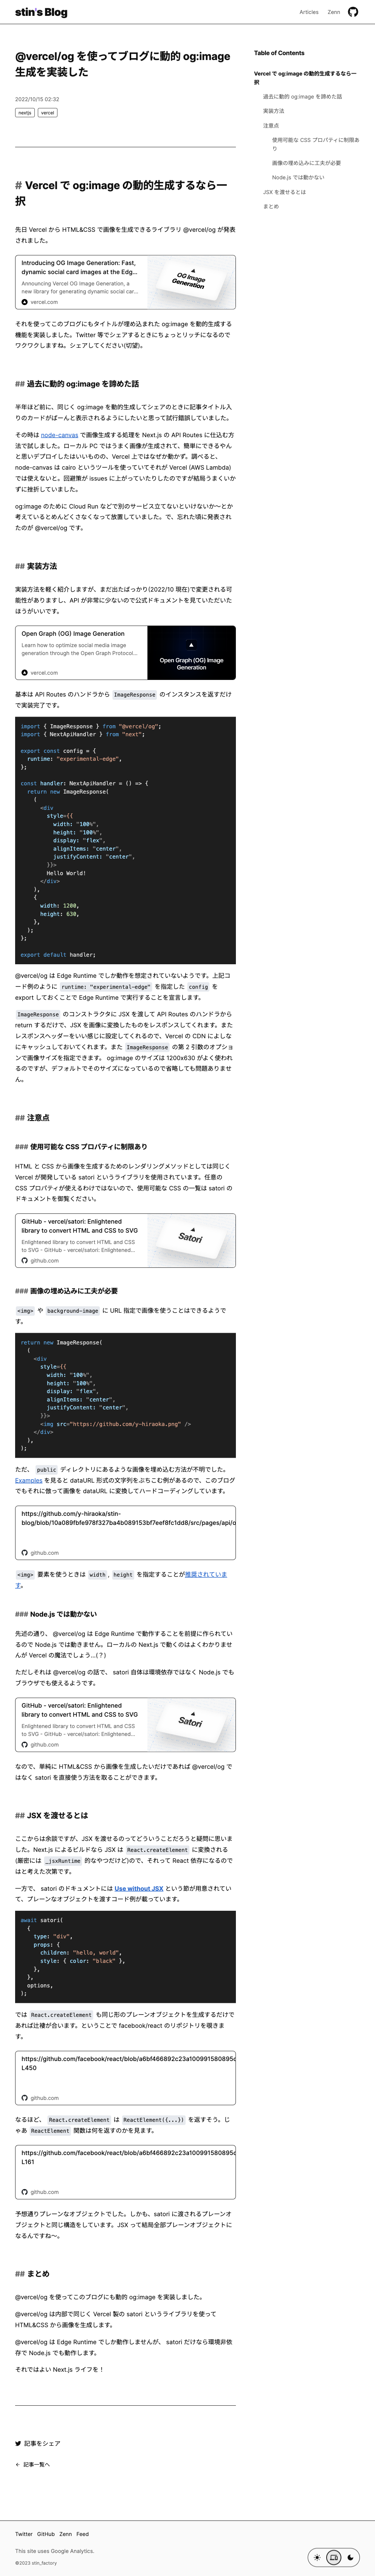 stin's Blog
Articles
Zenn
@vercel/og を使ってブログに動的 og:image
生成を実装した
2022/10/15 02:32
nextjs
vercel
Table of Contents
Vercel で og:image の動的生成するなら一
択
過去に動的 og:image を諦めた話
実装方法
注意点
使用可能な CSS プロパティに制限あ
り
画像の埋め込みに工夫が必要
Node.js では動かない
JSX を渡せるとは
まとめ
# Vercel で og:image の動的生成するなら一
択
先日 Vercel から HTML&CSS で画像を生成できるライブラリ @vercel/og が発表
されました。
Introducing OG Image Generation: Fast,
dynamic social card images at the Edg...
Announcing Vercel OG Image Generation, a
new library for generating dynamic social car...
vercel.com
OG Image
Generation
それを使ってこのブログにもタイトルが埋め込まれた og:image を動的生成する
機能を実装しました。Twitter 等でシェアするときにちょっとリッチになるので
ワクワクしますね。シェアしてください(切望)。
## 過去に動的 og:image を諦めた話
半年ほど前に、同じく og:image を動的生成してシェアのときに記事タイトル入
りのカードがばーんと表示されるようにしたいと思って試行錯誤していました。
その時は node-canvas で画像生成する処理を Next.js の API Routes に仕込む方
法で試しました。ローカル PC ではうまく画像が生成されて、簡単にできるやん
と思いデプロイしたはいいものの、Vercel 上ではなぜか動かず。調べると、
node-canvas は cairo というツールを使っていてそれが Vercel (AWS Lambda)
では使えないと。回避策が issues に上がっていたりしたのですが結局うまくいか
ずに挫折していました。
og:image のために Cloud Run などで別のサービス立てないといけないか〜とか
考えているとめんどくさくなって放置していました。で、忘れた頃に発表され
たのが @vercel/og です。
## 実装方法
実装方法を軽く紹介しますが、まだ出たばっかり(2022/10 現在)で変更される可
能性がありますし、API が非常に少ないので公式ドキュメントを見ていただいた
ほうがいいです。
Open Graph (OG) Image Generation
Learn how to optimize social media image
generation through the Open Graph Protocol...
vercel.com
Open Graph (OG) Image
Generation
基本は API Routes のハンドラから ImageResponse のインスタンスを返すだけ
で実装完了です。
import { ImageResponse } from "@vercel/og";
import { NextApiHandler } from "next";
export const config = {
runtime: "experimental-edge",
};
const handler: NextApiHandler = () => {
return new ImageResponse(
(
<div
style={{
width: "100%",
height: "100%",
display: "flex",
alignItems: "center",
justifyContent: "center",
}}>
Hello World!
</div>
),
{
width: 1200,
height: 630,
},
);
};
export default handler;
@vercel/og は Edge Runtime でしか動作を想定されていないようです。上記コ
ード例のように runtime: "experimental-edge" を指定した config を
export しておくことで Edge Runtime で実行することを宣言します。
ImageResponse のコンストラクタに JSX を渡して API Routes のハンドラから
return するだけで、JSX を画像に変換したものをレスポンスしてくれます。また
レスポンスヘッダーをいい感じに設定してくれるので、Vercel の CDN によしな
にキャッシュしておいてくれます。また ImageResponse の第 2 引数のオプショ
ンで画像サイズを指定できます。 og:image のサイズは 1200x630 がよく使われ
るのですが、デフォルトでそのサイズになっているので省略しても問題ありませ
ん。
## 注意点
### 使用可能な CSS プロパティに制限あり
HTML と CSS から画像を生成するためのレンダリングメソッドとしては同じく
Vercel が開発している satori というライブラリを使用されています。任意の
CSS プロパティが使えるわけではないので、使用可能な CSS の一覧は satori の
ドキュメントを御覧ください。
GitHub - vercel/satori: Enlightened
library to convert HTML and CSS to SVG
Enlightened library to convert HTML and CSS
to SVG - GitHub - vercel/satori: Enlightened...
github.com
Satori
### 画像の埋め込みに工夫が必要
<img> や background-image に URL 指定で画像を使うことはできるようで
す。
return new ImageResponse(
(
<div
style={{
width: "100%",
height: "100%",
display: "flex",
alignItems: "center",
justifyContent: "center",
}}>
<img src="https://github.com/y-hiraoka.png" />
</div>
),
);
ただ、 public ディレクトリにあるような画像を埋め込む方法が不明でした。
Examples を見ると dataURL 形式の文字列をぶちこむ例があるので、このブログ
でもそれに倣って画像を dataURL に変換してハードコーディングしています。
https://github.com/y-hiraoka/stin-
blog/blob/10a089fbfe978f327ba4b089153bf7eef8fc1dd8/src/pages/api/o
github.com
<img> 要素を使うときは width , height を指定することが推奨されていま
す。
### Node.js では動かない
先述の通り、 @vercel/og は Edge Runtime で動作することを前提に作られてい
るので Node.js では動きません。ローカルの Next.js で動くのはよくわかりませ
んが Vercel の魔法でしょう...(？)
ただしそれは @vercel/og の話で、 satori 自体は環境依存ではなく Node.js でも
ブラウザでも使えるようです。
GitHub - vercel/satori: Enlightened
library to convert HTML and CSS to SVG
Enlightened library to convert HTML and CSS
to SVG - GitHub - vercel/satori: Enlightened...
github.com
Satori
なので、単純に HTML&CSS から画像を生成したいだけであれば @vercel/og で
はなく satori を直接使う方法を取ることができます。
## JSX を渡せるとは
ここからは余談ですが、JSX を渡せるのってどういうことだろうと疑問に思いま
した。Next.js によるビルドなら JSX は React.createElement に変換される
(厳密には _jsxRuntime 的なやつだけど)ので、それって React 依存になるので
はと考えた次第です。
一方で、 satori のドキュメントには Use without JSX という節が用意されてい
て、プレーンなオブジェクトを渡すコード例が載っています。
await satori(
{
type: "div",
props: {
children: "hello, world",
style: { color: "black" },
},
},
options,
);
では React.createElement も同じ形のプレーンオブジェクトを生成するだけで
あれば辻褄が合います。ということで facebook/react のリポジトリを覗きま
す。
https://github.com/facebook/react/blob/a6bf466892c23a100991580895c
L450
github.com
なるほど、 React.createElement は ReactElement({...}) を返すそう。じ
ゃあ ReactElement 関数は何を返すのかを見ます。
https://github.com/facebook/react/blob/a6bf466892c23a100991580895c
L161
github.com
予想通りプレーンなオブジェクトでした。しかも、satori に渡されるプレーンオ
ブジェクトと同じ構造をしています。JSX って結局全部プレーンオブジェクトに
なるんですね〜。
## まとめ
@vercel/og を使ってこのブログにも動的 og:image を実装しました。
@vercel/og は内部で同じく Vercel 製の satori というライブラリを使って
HTML&CSS から画像を生成します。
@vercel/og は Edge Runtime でしか動作しませんが、 satori だけなら環境非依
存で Node.js でも動作します。
それではよい Next.js ライフを！
記事をシェア
← 記事一覧へ
Twitter
GitHub
Zenn
Feed
This site uses Google Analytics.
©2023 stin_factory